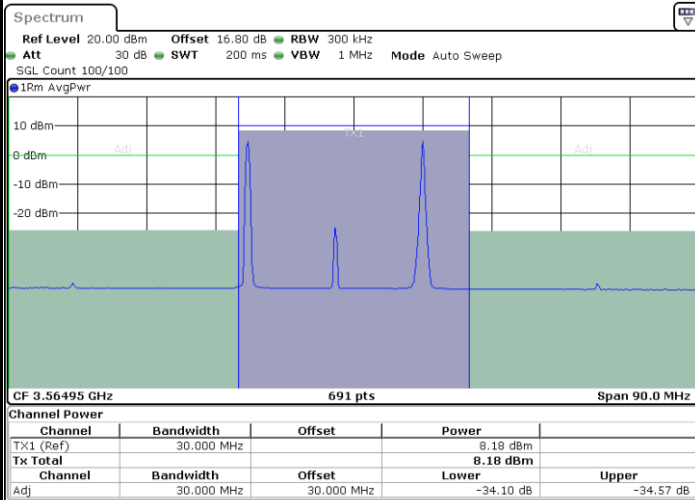 Spectrum
Ref Level 20.00 dBm Offset 16.80 dB RBW 300 kHz
Att 30 dB SWT 200 ms VBW 1 MHz Mode Auto Sweep
SGL Count 100/100
1Rm AvgPwr
10 dBm
TX1
Adj 0 dBm Adj
-10 dBm
-20 dBm
CF 3.56495 GHz 691 pts Span 90.0 MHz
Channel Power
Channel Bandwidth Offset Power
TX1 (Ref) 30.000 MHz 8.18 dBm
Tx Total 8.18 dBm
Channel Bandwidth Offset Lower Upper
Adj 30.000 MHz 30.000 MHz -34.10 dB -34.57 dB